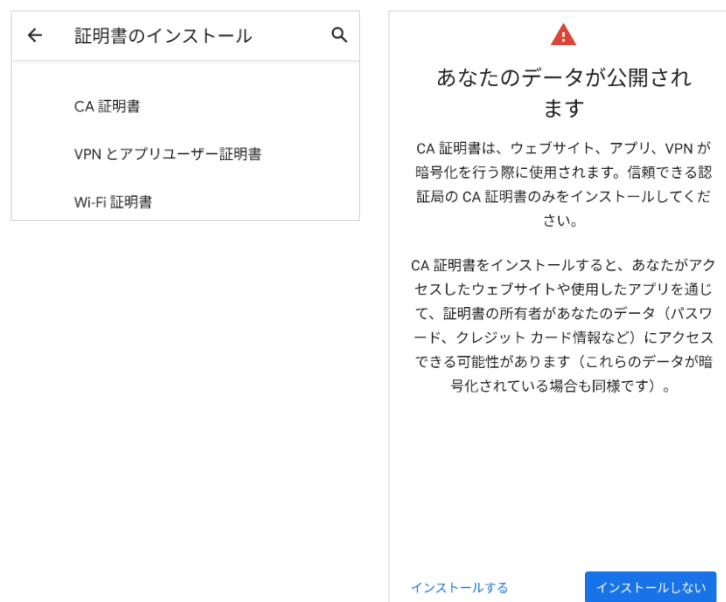 証明書のインストール
CA 証明書
VPN とアプリユーザー証明書
Wi-Fi 証明書
あなたのデータが公開され
ます
CA 証明書は、ウェブサイト、アプリ、VPN が
暗号化を行う際に使用されます。信頼できる認
証局の CA 証明書のみをインストールしてくだ
さい。
CA 証明書をインストールすると、あなたがアク
セスしたウェブサイトや使用したアプリを通じ
て、証明書の所有者があなたのデータ（パスワ
ード、クレジット カード情報など）にアクセス
できる可能性があります（これらのデータが暗
号化されている場合も同様です）。
インストールする
インストールしない